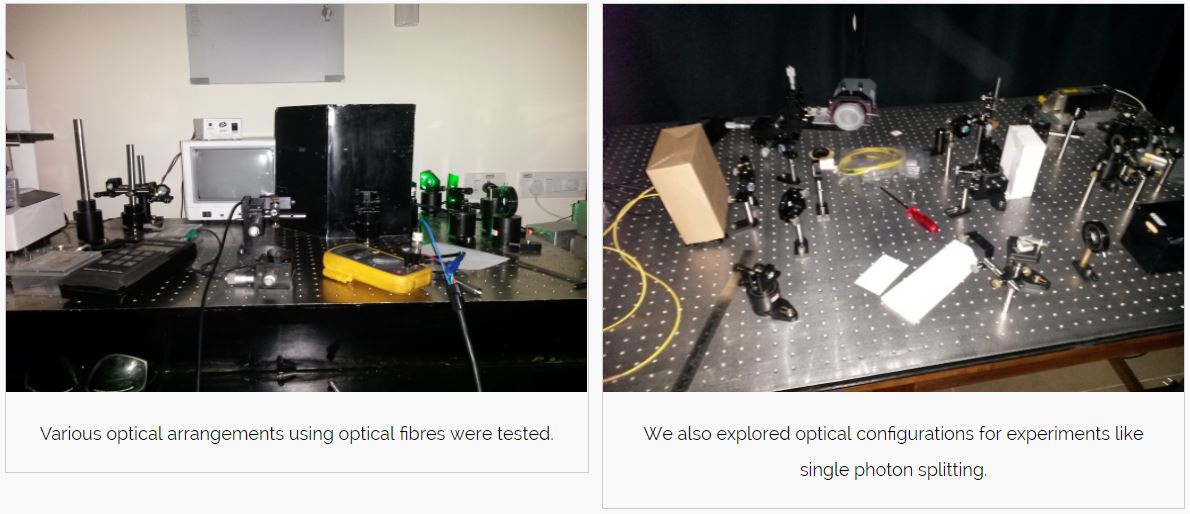 Various optical arrangements using optical fibres were tested.
We also explored optical configurations for experiments like
single photon splitting.